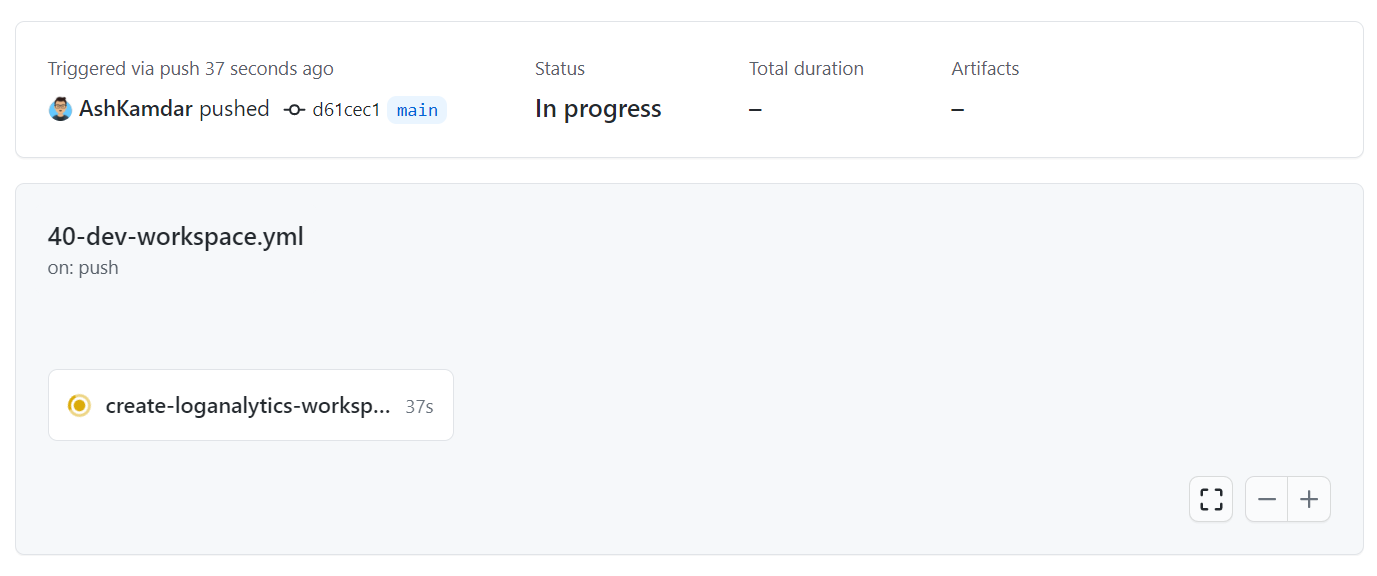 Triggered via push 37 seconds ago
AshKamdar pushed d61cec1 main
Status
In progress
Total duration
–
Artifacts
–
40-dev-workspace.yml
on: push
create-loganalytics-worksp... 37s